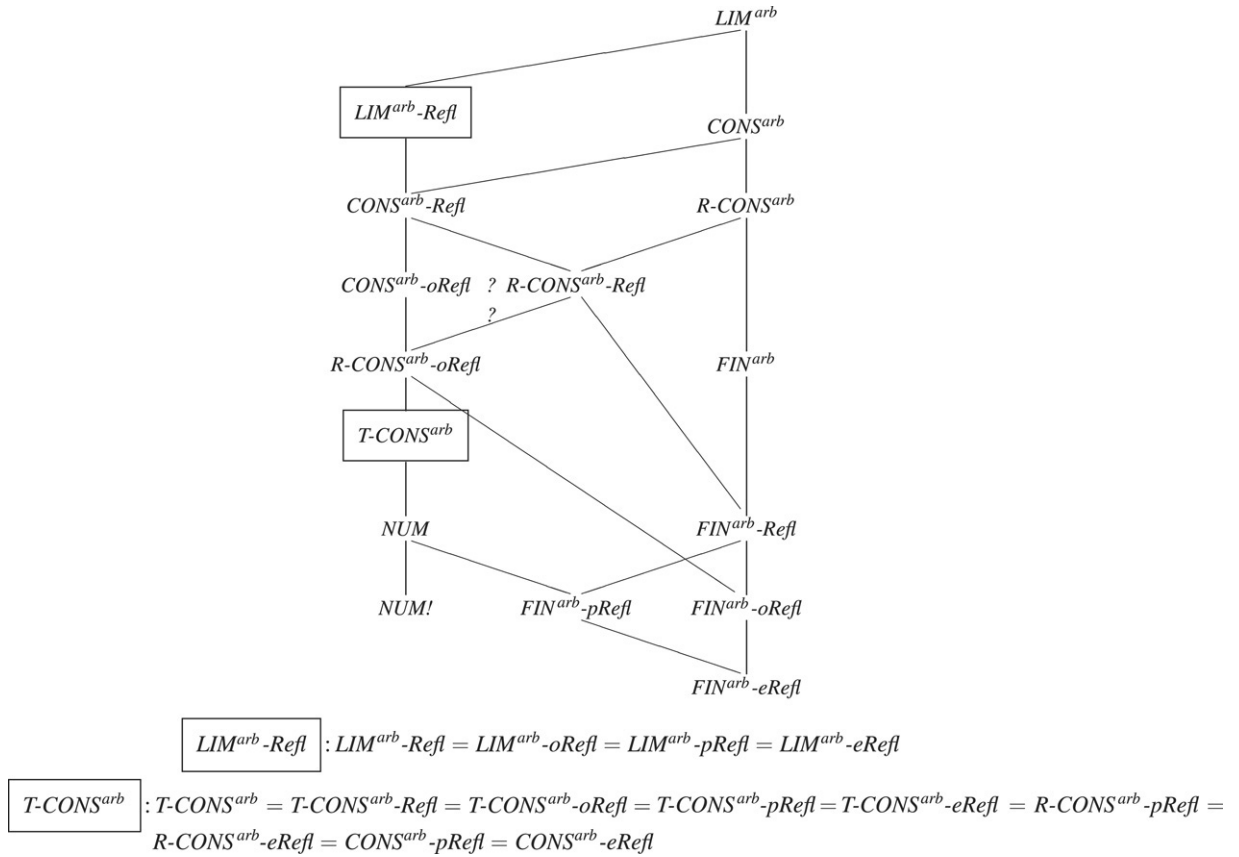 LIM^arb
LIM^arb-Refl
CONS^arb
CONS^arb-Refl R-CONS^arb
CONS^arb-oRefl ? R-CONS^arb-Refl
?
R-CONS^arb-oRefl FIN^arb
T-CONS^arb
NUM FIN^arb-Refl
NUM! FIN^arb-pRefl FIN^arb-oRefl
FIN^arb-eRefl
LIM^arb-Refl : LIM^arb-Refl = LIM^arb-oRefl = LIM^arb-pRefl = LIM^arb-eRefl
T-CONS^arb : T-CONS^arb = T-CONS^arb-Refl = T-CONS^arb-oRefl = T-CONS^arb-pRefl = T-CONS^arb-eRefl = R-CONS^arb-pRefl =
R-CONS^arb-eRefl = CONS^arb-pRefl = CONS^arb-eRefl